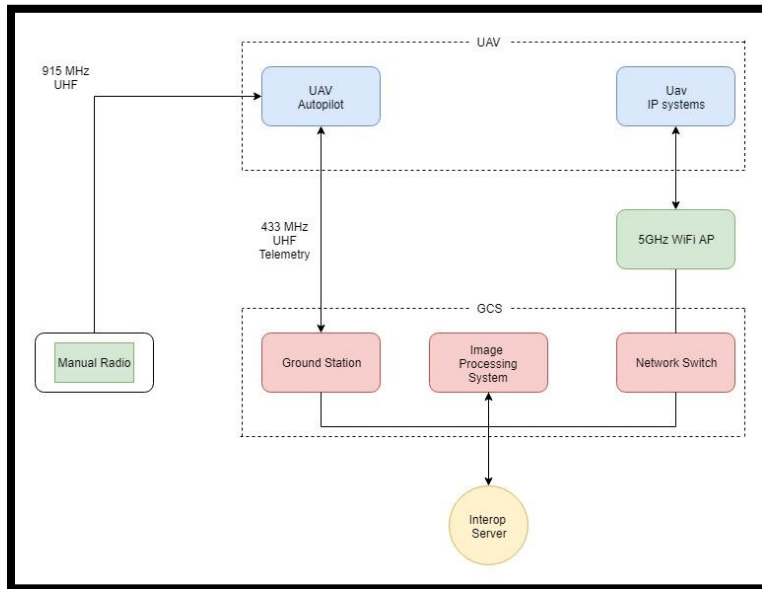 UAV
915 MHz
UHF
UAV
Autopilot
Uav
IP systems
433 MHz
UHF
Telemetry
5GHz WiFi AP
GCS
Manual Radio
Ground Station
Image
Processing
System
Network Switch
Interop
Server